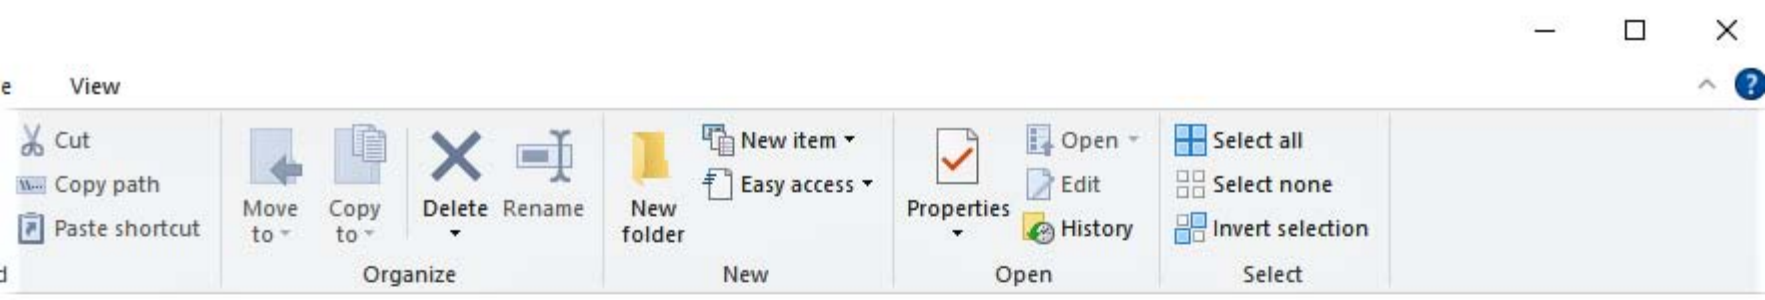 e View
Cut
Copy path
Paste shortcut
d
Move
to
Copy
to
Delete
Rename
Organize
New
folder
New item
Easy access
New
Properties
Open
Edit
History
Open
Select all
Select none
Invert selection
Select
?